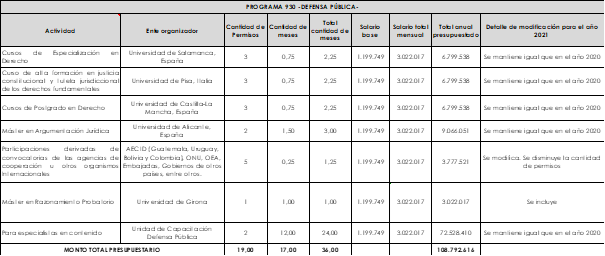 PROGRAMA 930 -DEFENSA PÚBLICA-
Actividad Ente organizador Cantidad de Permisos Cantidad de meses Total cantidad de meses Salario base Salario total mensual Total anual presupuestado Detalle de modificación para el año 2021
Cursos de Especialización en Derecho Universidad de Salamanca, España 3 0,75 2,25 1.199.749 3.022.017 6.799.538 Se mantiene igual que en el año 2020
Curso de alta formación en justicia constitucional y tutela jurisdiccional de los derechos fundamentales Universidad de Pisa, Italia 3 0,75 2,25 1.199.749 3.022.017 6.799.538 Se mantiene igual que en el año 2020
Cursos de Postgrado en Derecho Universidad de Castilla-La Mancha, España 3 0,75 2,25 1.199.749 3.022.017 6.799.538 Se mantiene igual que en el año 2020
Máster en Argumentación Jurídica Universidad de Alicante, España 2 1,50 3,00 1.199.749 3.022.017 9.066.051 Se mantiene igual que en el año 2020
Participaciones derivadas de convocatorias de las agencias de cooperación u otros organismos internacionales AECID (Guatemala, Uruguay, Bolivia y Colombia), ONU, OEA, Embajadas, Gobiernos de otros países, entre otros. 5 0,25 1,25 1.199.749 3.022.017 3.777.521 Se modifica. Se disminuye la cantidad de permisos
Máster en Razonamiento Probatorio Universidad de Girona 1 1,00 1,00 1.199.749 3.022.017 3.022.017 Se incluye
Para especialistas en contenido Unidad de Capacitación Defensa Pública 2 12,00 24,00 1.199.749 3.022.017 72.528.410 Se mantiene igual que en el año 2020
MONTO TOTAL PRESUPUESTARIO 19,00 17,00 36,00 108.792.616